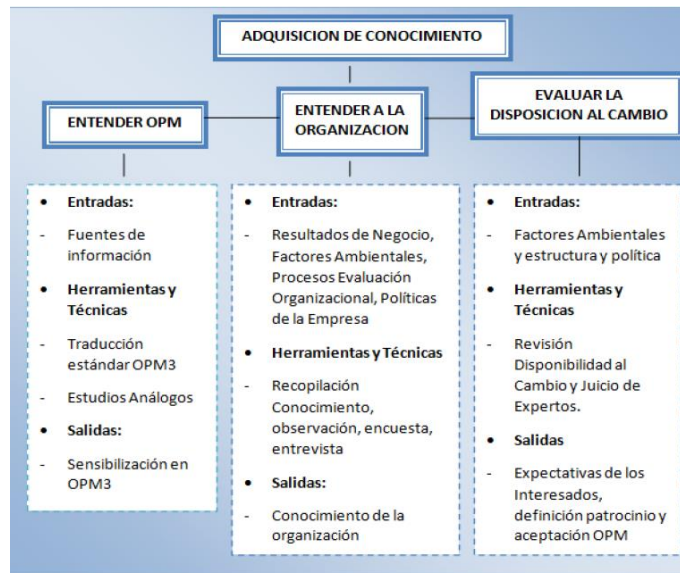 ADQUISICION DE CONOCIMIENTO
ENTENDER OPM
ENTENDER A LA
ORGANIZACION
EVALUAR LA
DISPOSICION AL CAMBIO
• Entradas:
- Fuentes de
información
• Herramientas y
Técnicas
- Traducción
estándar OPM3
- Estudios Análogos
• Salidas:
- Sensibilización en
OPM3
• Entradas:
- Resultados de Negocio,
Factores Ambientales,
Procesos Evaluación
Organizacional, Políticas
de la Empresa
• Herramientas y Técnicas
- Recopilación
Conocimiento,
observación, encuesta,
entrevista
• Salidas:
- Conocimiento de la
organización
• Entradas:
- Factores Ambientales
y estructura y política
• Herramientas y
Técnicas
- Revisión
Disponibilidad al
Cambio y Juicio de
Expertos.
• Salidas
- Expectativas de los
Interesados,
definición patrocinio y
aceptación OPM